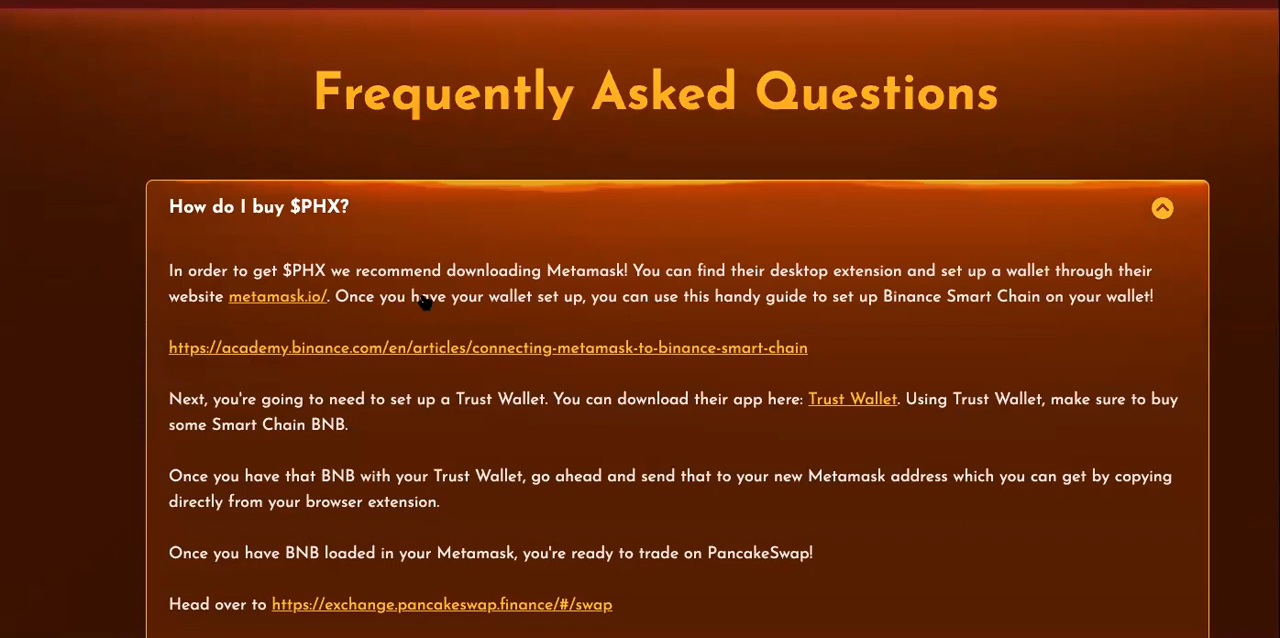 Frequently Asked Questions
How do I buy $PHX?
In order to get $PHX we recommend downloading Metamask! You can find their desktop extension and set up a wallet through their
website metamask.io/. Once you have your wallet set up, you can use this handy guide to set up Binance Smart Chain on your wallet!
https://academy.binance.com/en/articles/connecting-metamask-to-binance-smart-chain
Next, you're going to need to set up a Trust Wallet. You can download their app here: Trust Wallet. Using Trust Wallet, make sure to buy
some Smart Chain BNB.
Once you have that BNB with your Trust Wallet, go ahead and send that to your new Metamask address which you can get by copying
directly from your browser extension.
Once you have BNB loaded in your Metamask, you're ready to trade on PancakeSwap!
Head over to https://exchange.pancakeswap.finance/#/swap